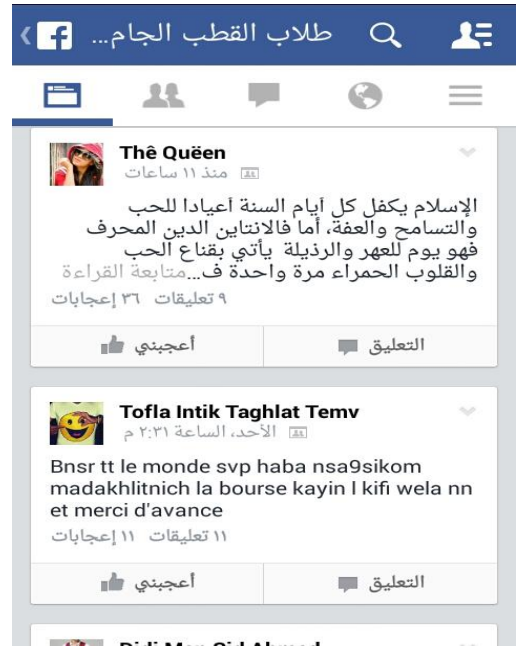 طلاب القطب الجام...
Thê Quëen
منذ ١١ ساعات
الإسلام يكفل كل أيام السنة أعيادا للحب
والتسامح والعفة، أما فالانتاين الدين المحرف
فهو يوم للعهر والرذيلة يأتي بقناع الحب
والقلوب الحمراء مرة واحدة ف...متابعة القراءة
٩ تعليقات ٣٦ إعجابات
أعجبني التعليق
Tofla Intik Taghlat Temv
الأحد، الساعة ٢:٣١ م
Bnsr tt le monde svp haba nsa9sikom
madakhlitnich la bourse kayin l kifi wela nn
et merci d'avance
١١ تعليقات ١١ إعجابات
أعجبني التعليق